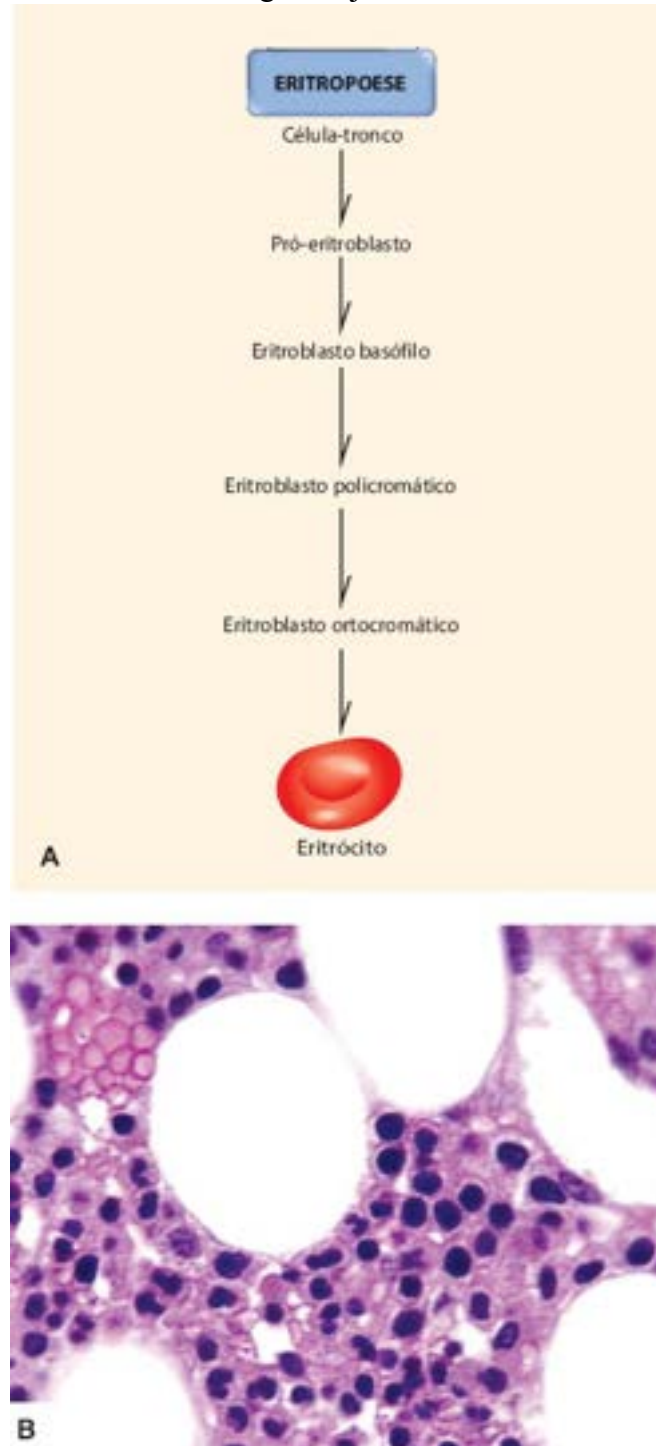 ERITROPOESE
Célula-tronco
Pró-eritroblasto
Eritroblasto basófilo
Eritroblasto policromático
Eritroblasto ortocromático
Eritrócito
A
B